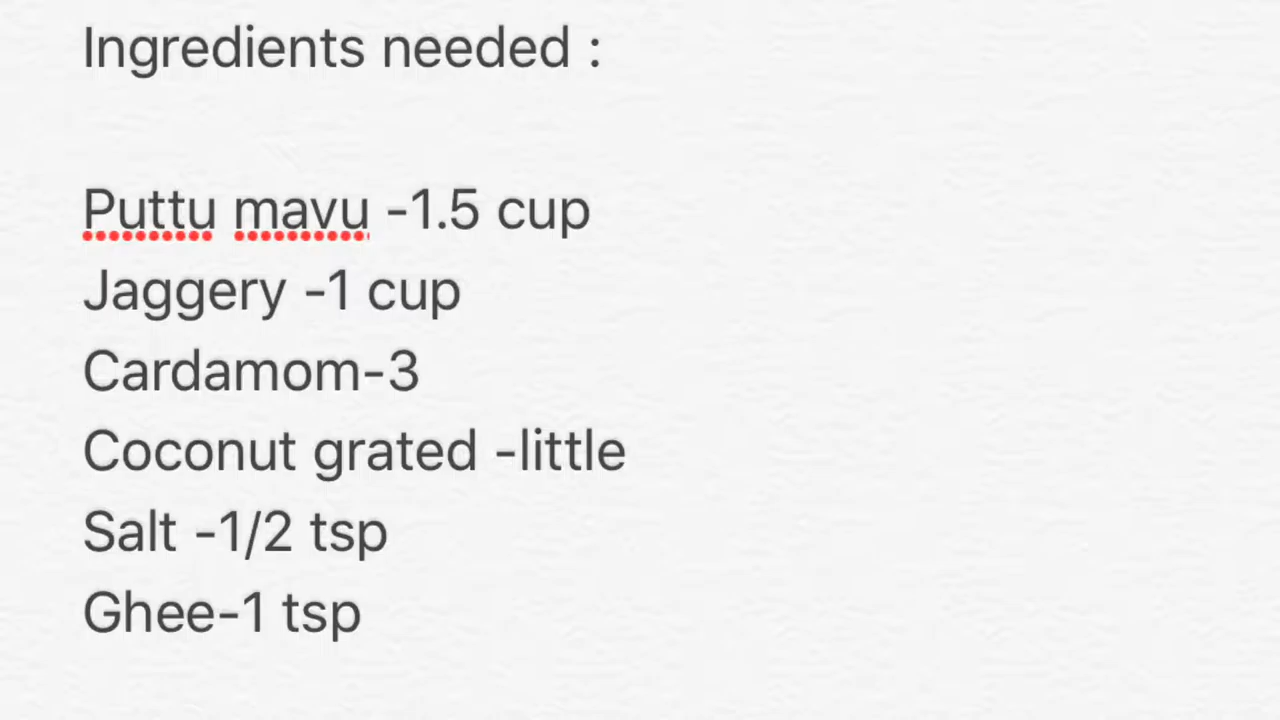 Ingredients needed :
Puttu mavu -1.5 cup
Jaggery -1 cup
Cardamom-3
Coconut grated -little
Salt -1/2 tsp
Ghee-1 tsp